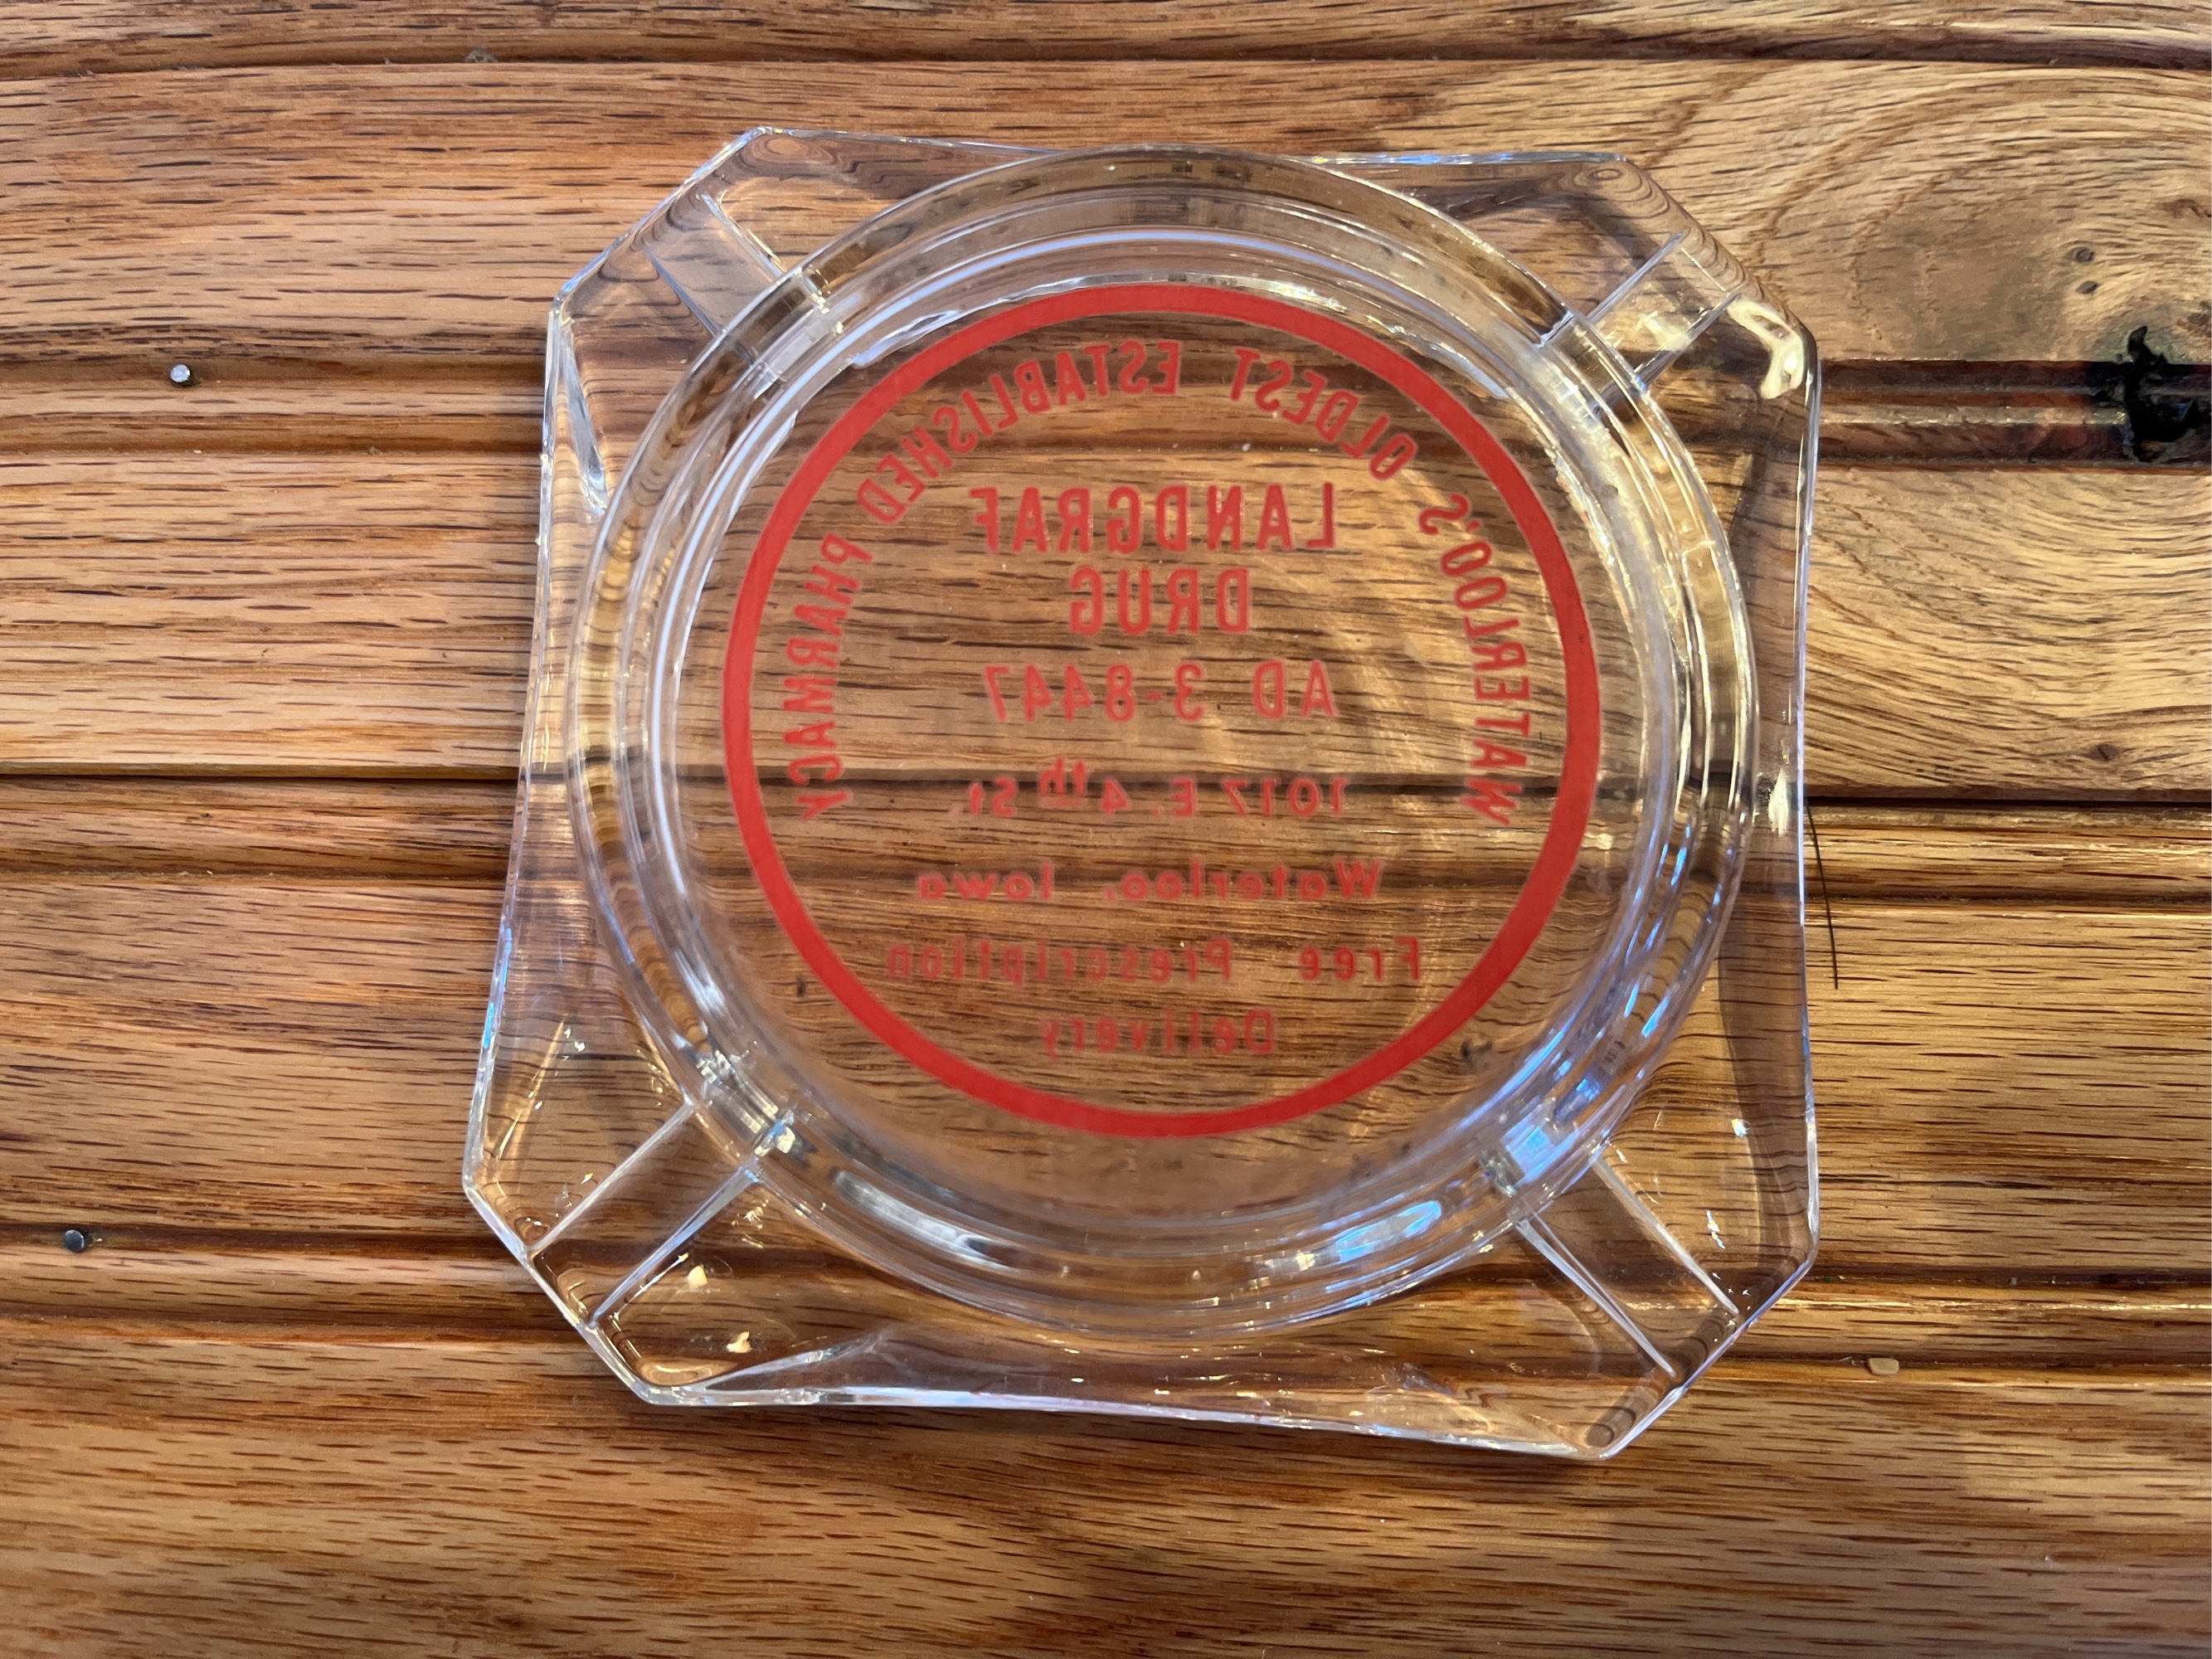 WATERLOO'S OLDEST ESTABLISHED PHARMACY
LANDGRAF
DRUG
AD 3-8447
1017 E. 4th St.
Waterloo, Iowa
Free Prescription
Delivery